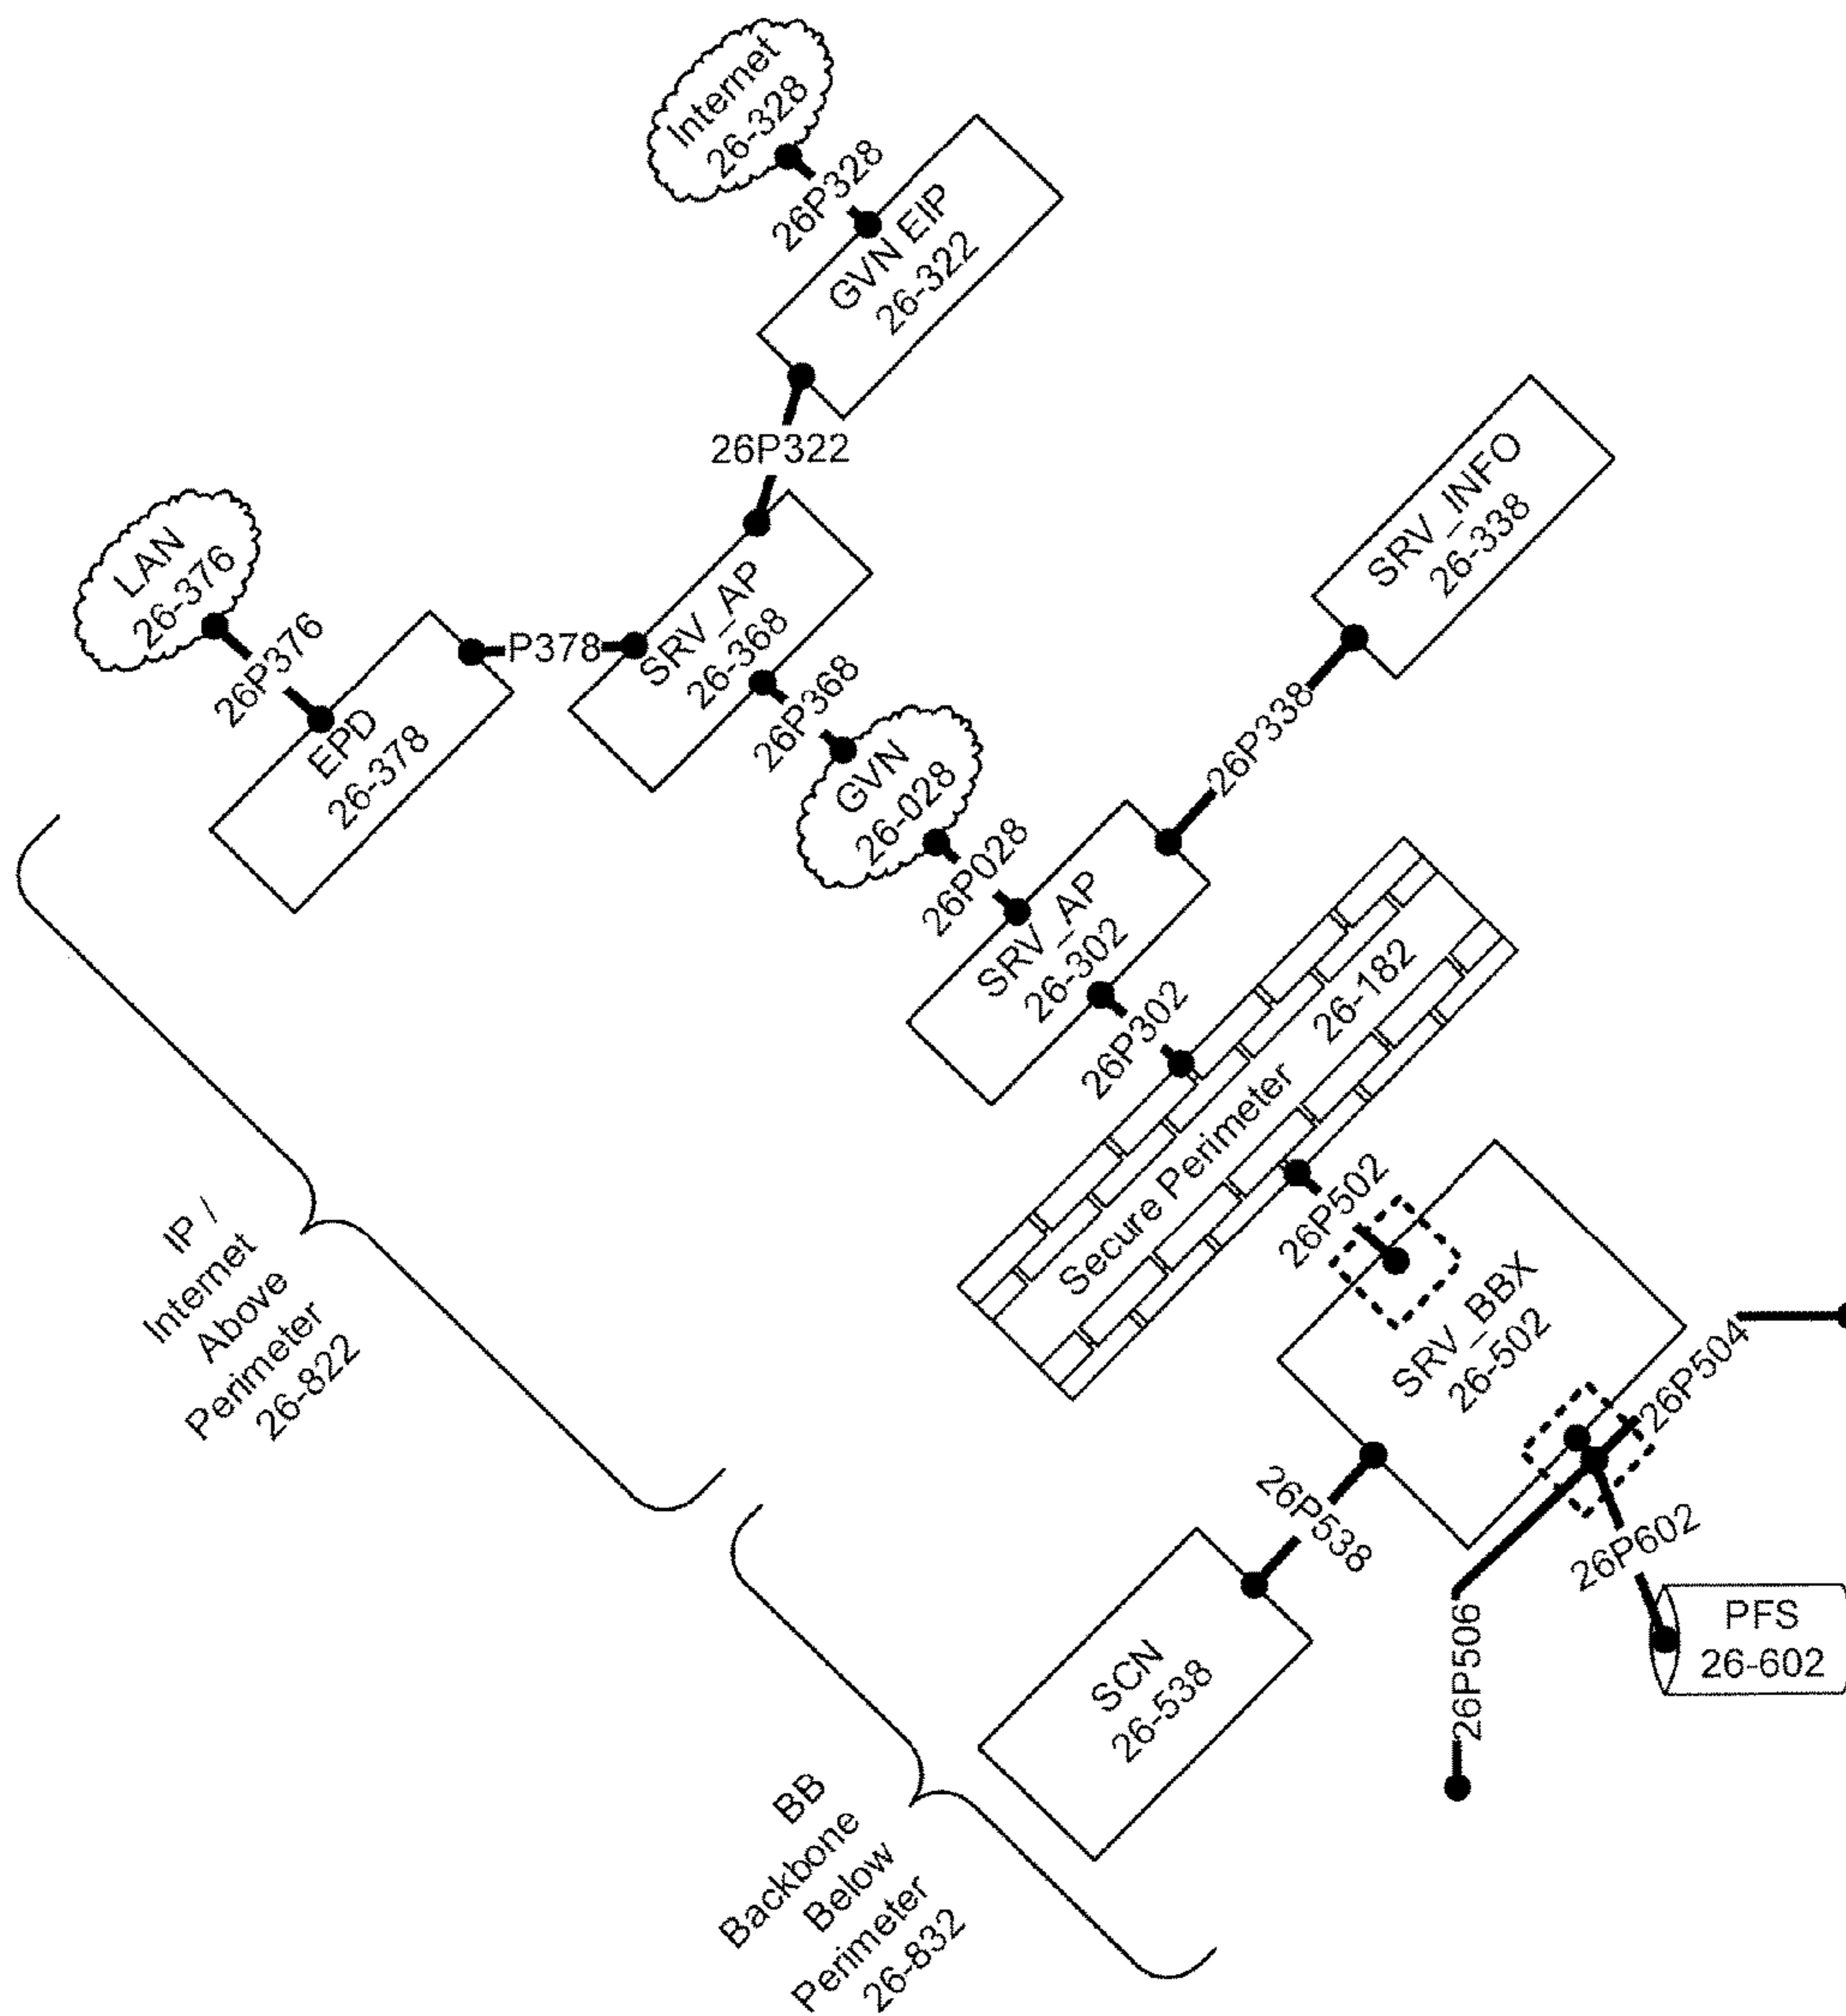 Internet
26-328
26P328
GVN EIP
26-322
26P322
LAN
26-376
26P376
EPD
26-378
P378
SRV_AP
26-368
26P368
GVN
26-028
26P028
SRV_AP
26-302
26P338
SRV_INFO
26-338
26P302
Secure Perimeter 26-182
26P502
SRV_BBX
26-502
26P504
26P538
SCN
26-538
26P602
26P506
PFS
26-602
IP /
Internet
Above
Perimeter
26-822
BB
Backbone
Below
Perimeter
26-832